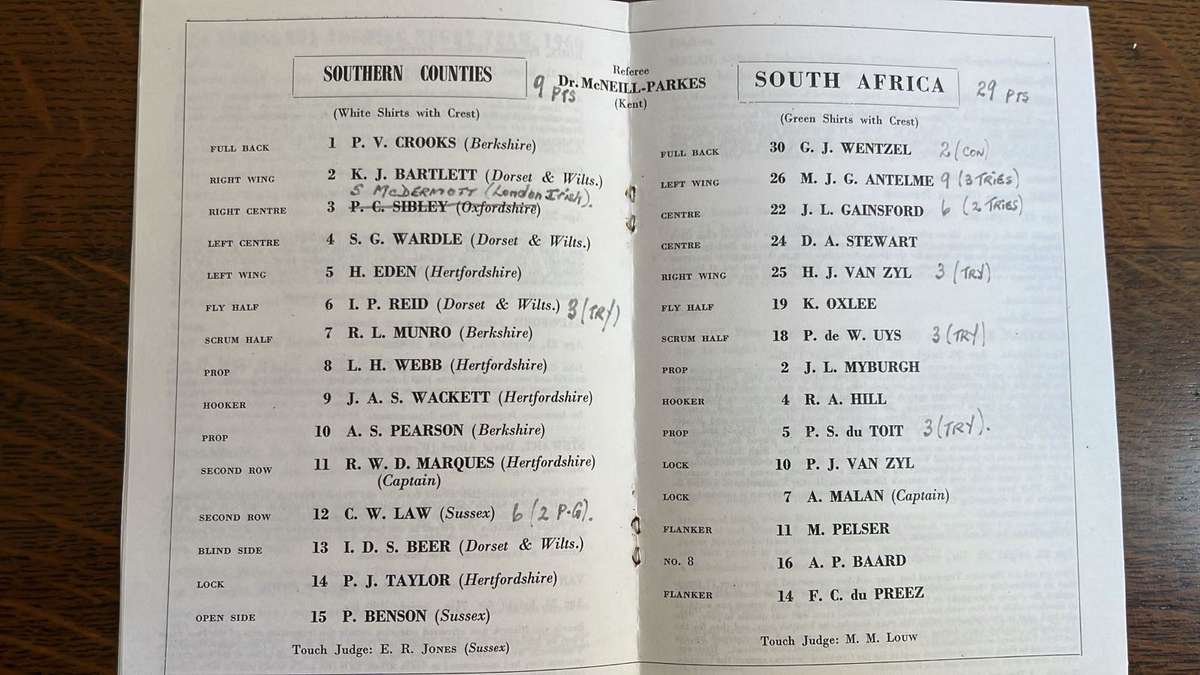 SOUTHERN COUNTIES 9 PTS
(White Shirts with Crest)
Referee
Dr. McNEILL-PARKES
(Kent)
FULL BACK 1 P. V. CROOKS (Berkshire)
RIGHT WING 2 K. J. BARTLETT (Dorset & Wilts.)
S McDERMOTT (London Irish).
RIGHT CENTRE 3 P. C. SIBLEY (Oxfordshire)
LEFT CENTRE 4 S. G. WARDLE (Dorset & Wilts.)
LEFT WING 5 H. EDEN (Hertfordshire)
FLY HALF 6 I. P. REID (Dorset & Wilts.) 3 (TRY)
SCRUM HALF 7 R. L. MUNRO (Berkshire)
PROP 8 L. H. WEBB (Hertfordshire)
HOOKER 9 J. A. S. WACKETT (Hertfordshire)
PROP 10 A. S. PEARSON (Berkshire)
SECOND ROW 11 R. W. D. MARQUES (Hertfordshire)
(Captain)
SECOND ROW 12 C. W. LAW (Sussex) 6 (2 P.G).
BLIND SIDE 13 I. D. S. BEER (Dorset & Wilts.)
LOCK 14 P. J. TAYLOR (Hertfordshire)
OPEN SIDE 15 P. BENSON (Sussex)
Touch Judge: E. R. JONES (Sussex)
SOUTH AFRICA 29 PTS
(Green Shirts with Crest)
FULL BACK 30 G. J. WENTZEL 2 (CON)
LEFT WING 26 M. J. G. ANTELME 9 (3 TRIES)
CENTRE 22 J. L. GAINSFORD 6 (2 TRIES)
CENTRE 24 D. A. STEWART
RIGHT WING 25 H. J. VAN ZYL 3 (TRY)
FLY HALF 19 K. OXLEE
SCRUM HALF 18 P. de W. UYS 3 (TRY)
PROP 2 J. L. MYBURGH
HOOKER 4 R. A. HILL
PROP 5 P. S. du TOIT 3 (TRY).
LOCK 10 P. J. VAN ZYL
LOCK 7 A. MALAN (Captain)
FLANKER 11 M. PELSER
NO. 8 16 A. P. BAARD
FLANKER 14 F. C. du PREEZ
Touch Judge: M. M. LOUW